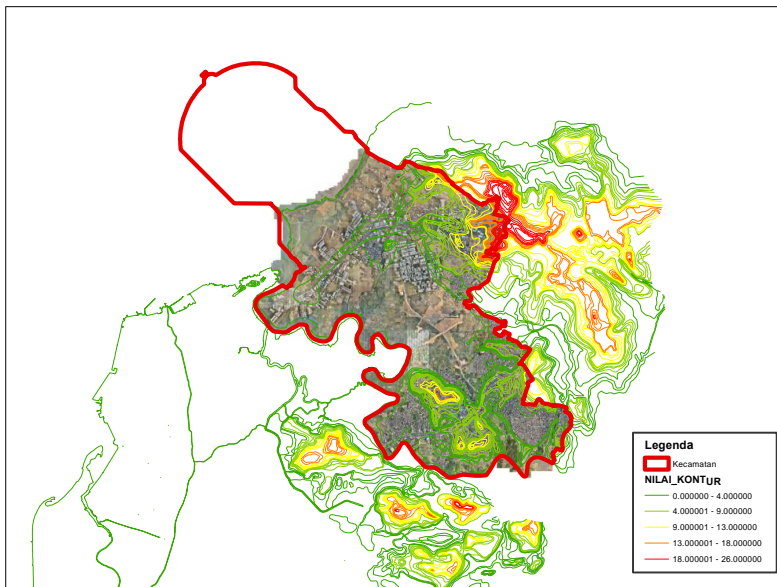 Legenda
Kecamatan
NILAI_KONTUR
0.000000 - 4.000000
4.000001 - 9.000000
9.000001 - 13.000000
13.000001 - 18.000000
18.000001 - 26.000000